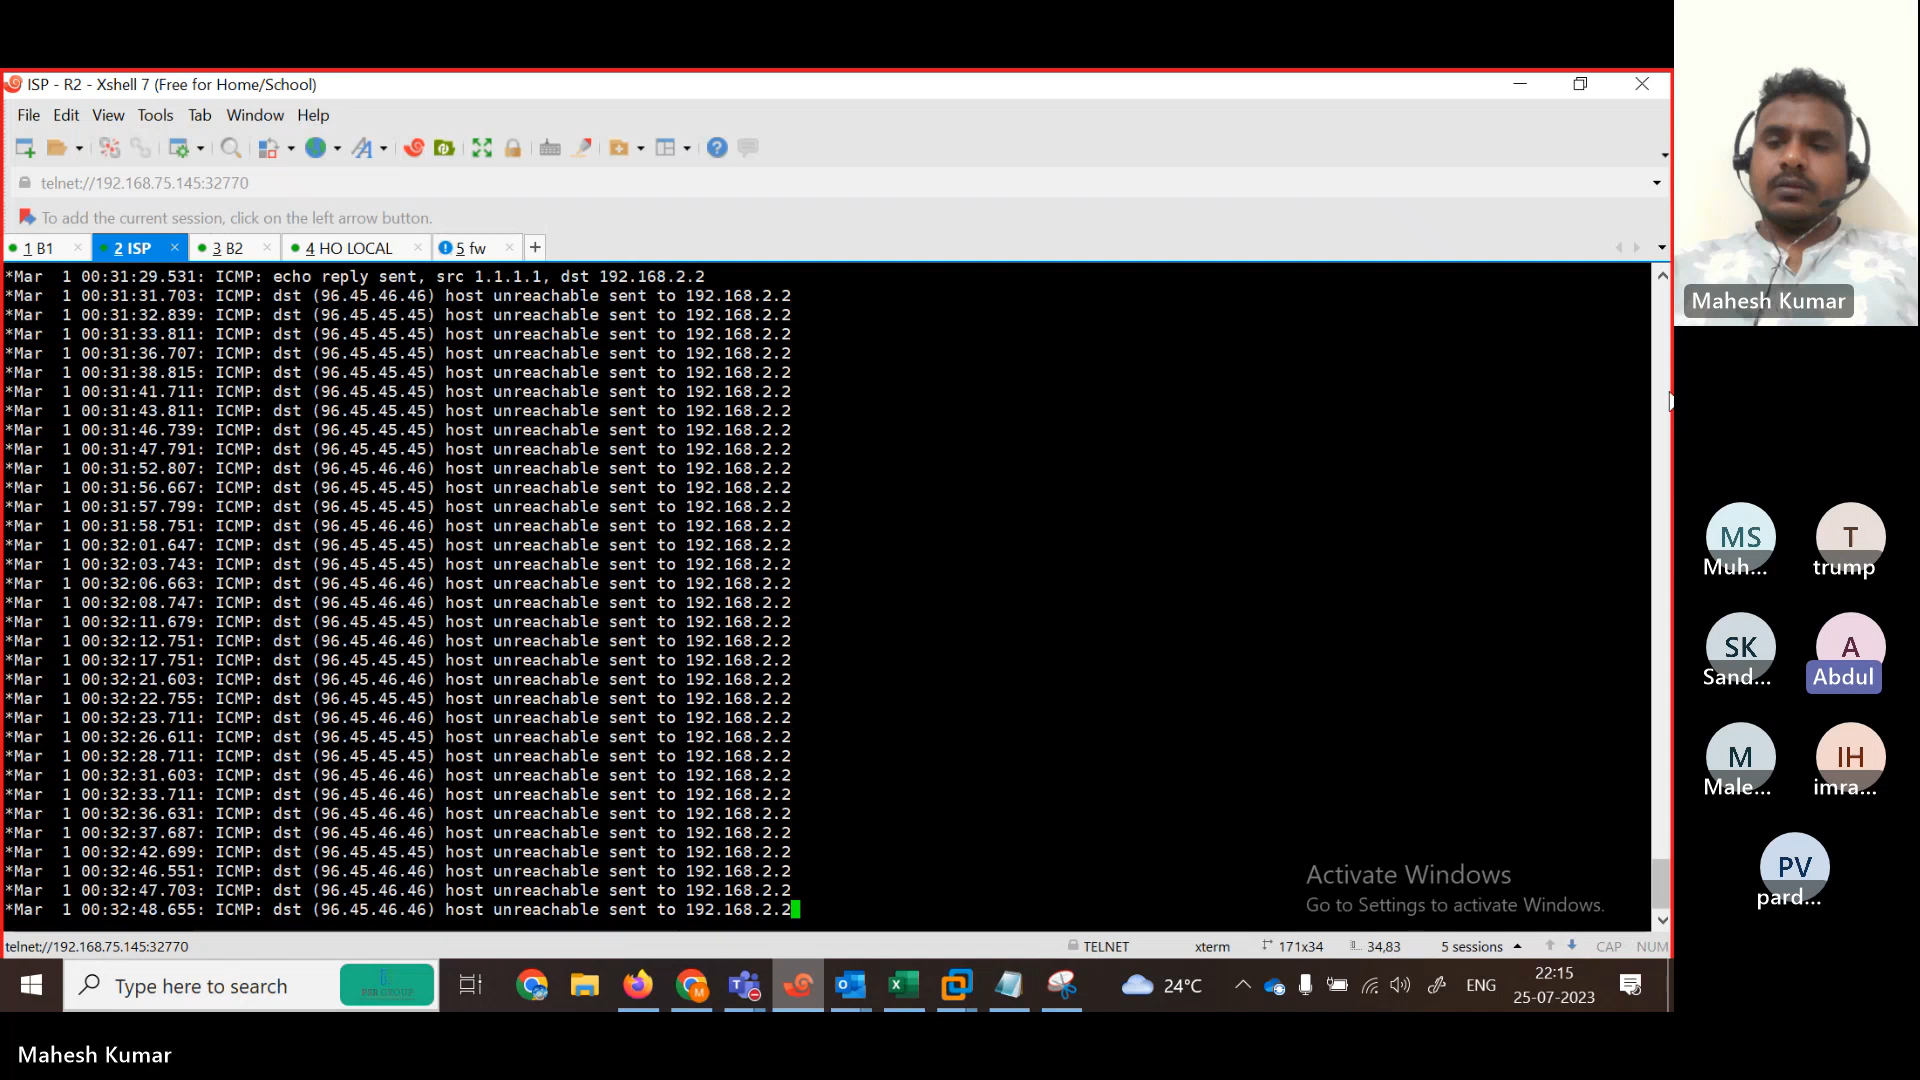 ISP - R2 - Xshell 7 (Free for Home/School)
File Edit View Tools Tab Window Help
telnet://192.168.75.145:32770
To add the current session, click on the left arrow button.
1 B1 2 ISP 3 B2 4 HO LOCAL 5 fw
*Mar  1 00:31:29.531: ICMP: echo reply sent, src 1.1.1.1, dst 192.168.2.2
*Mar  1 00:31:31.703: ICMP: dst (96.45.46.46) host unreachable sent to 192.168.2.2
*Mar  1 00:31:32.839: ICMP: dst (96.45.45.45) host unreachable sent to 192.168.2.2
*Mar  1 00:31:33.811: ICMP: dst (96.45.45.45) host unreachable sent to 192.168.2.2
*Mar  1 00:31:36.707: ICMP: dst (96.45.45.45) host unreachable sent to 192.168.2.2
*Mar  1 00:31:38.815: ICMP: dst (96.45.45.45) host unreachable sent to 192.168.2.2
*Mar  1 00:31:41.711: ICMP: dst (96.45.45.45) host unreachable sent to 192.168.2.2
*Mar  1 00:31:43.811: ICMP: dst (96.45.45.45) host unreachable sent to 192.168.2.2
*Mar  1 00:31:46.739: ICMP: dst (96.45.45.45) host unreachable sent to 192.168.2.2
*Mar  1 00:31:47.791: ICMP: dst (96.45.45.45) host unreachable sent to 192.168.2.2
*Mar  1 00:31:52.807: ICMP: dst (96.45.46.46) host unreachable sent to 192.168.2.2
*Mar  1 00:31:56.667: ICMP: dst (96.45.45.45) host unreachable sent to 192.168.2.2
*Mar  1 00:31:57.799: ICMP: dst (96.45.45.45) host unreachable sent to 192.168.2.2
*Mar  1 00:31:58.751: ICMP: dst (96.45.46.46) host unreachable sent to 192.168.2.2
*Mar  1 00:32:01.647: ICMP: dst (96.45.45.45) host unreachable sent to 192.168.2.2
*Mar  1 00:32:03.743: ICMP: dst (96.45.45.45) host unreachable sent to 192.168.2.2
*Mar  1 00:32:06.663: ICMP: dst (96.45.46.46) host unreachable sent to 192.168.2.2
*Mar  1 00:32:08.747: ICMP: dst (96.45.46.46) host unreachable sent to 192.168.2.2
*Mar  1 00:32:11.679: ICMP: dst (96.45.45.45) host unreachable sent to 192.168.2.2
*Mar  1 00:32:12.751: ICMP: dst (96.45.46.46) host unreachable sent to 192.168.2.2
*Mar  1 00:32:17.751: ICMP: dst (96.45.45.45) host unreachable sent to 192.168.2.2
*Mar  1 00:32:21.603: ICMP: dst (96.45.46.46) host unreachable sent to 192.168.2.2
*Mar  1 00:32:22.755: ICMP: dst (96.45.45.45) host unreachable sent to 192.168.2.2
*Mar  1 00:32:23.711: ICMP: dst (96.45.46.46) host unreachable sent to 192.168.2.2
*Mar  1 00:32:26.611: ICMP: dst (96.45.45.45) host unreachable sent to 192.168.2.2
*Mar  1 00:32:28.711: ICMP: dst (96.45.45.45) host unreachable sent to 192.168.2.2
*Mar  1 00:32:31.603: ICMP: dst (96.45.46.46) host unreachable sent to 192.168.2.2
*Mar  1 00:32:33.711: ICMP: dst (96.45.46.46) host unreachable sent to 192.168.2.2
*Mar  1 00:32:36.631: ICMP: dst (96.45.46.46) host unreachable sent to 192.168.2.2
*Mar  1 00:32:37.687: ICMP: dst (96.45.46.46) host unreachable sent to 192.168.2.2
*Mar  1 00:32:42.699: ICMP: dst (96.45.45.45) host unreachable sent to 192.168.2.2
*Mar  1 00:32:46.551: ICMP: dst (96.45.46.46) host unreachable sent to 192.168.2.2
*Mar  1 00:32:47.703: ICMP: dst (96.45.46.46) host unreachable sent to 192.168.2.2
*Mar  1 00:32:48.655: ICMP: dst (96.45.46.46) host unreachable sent to 192.168.2.2
Activate Windows
Go to Settings to activate Windows.
telnet://192.168.75.145:32770 TELNET xterm 171x34 34,83 5 sessions CAP NUM
Type here to search 24°C ENG 22:15
25-07-2023
Mahesh Kumar
MS T
Muh... trump
SK A
Sand... Abdul
M IH
Male... imra...
PV
pard...
Mahesh Kumar